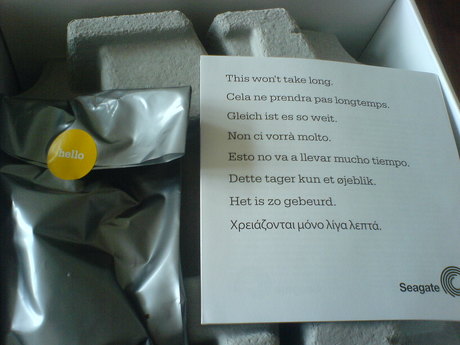 hello
This won't take long.
Cela ne prendra pas longtemps.
Gleich ist es so weit.
Non ci vorrà molto.
Esto no va a llevar mucho tiempo.
Dette tager kun et øjeblik.
Het is zo gebeurd.
Χρειάζονται μόνο λίγα λεπτά.
Seagate